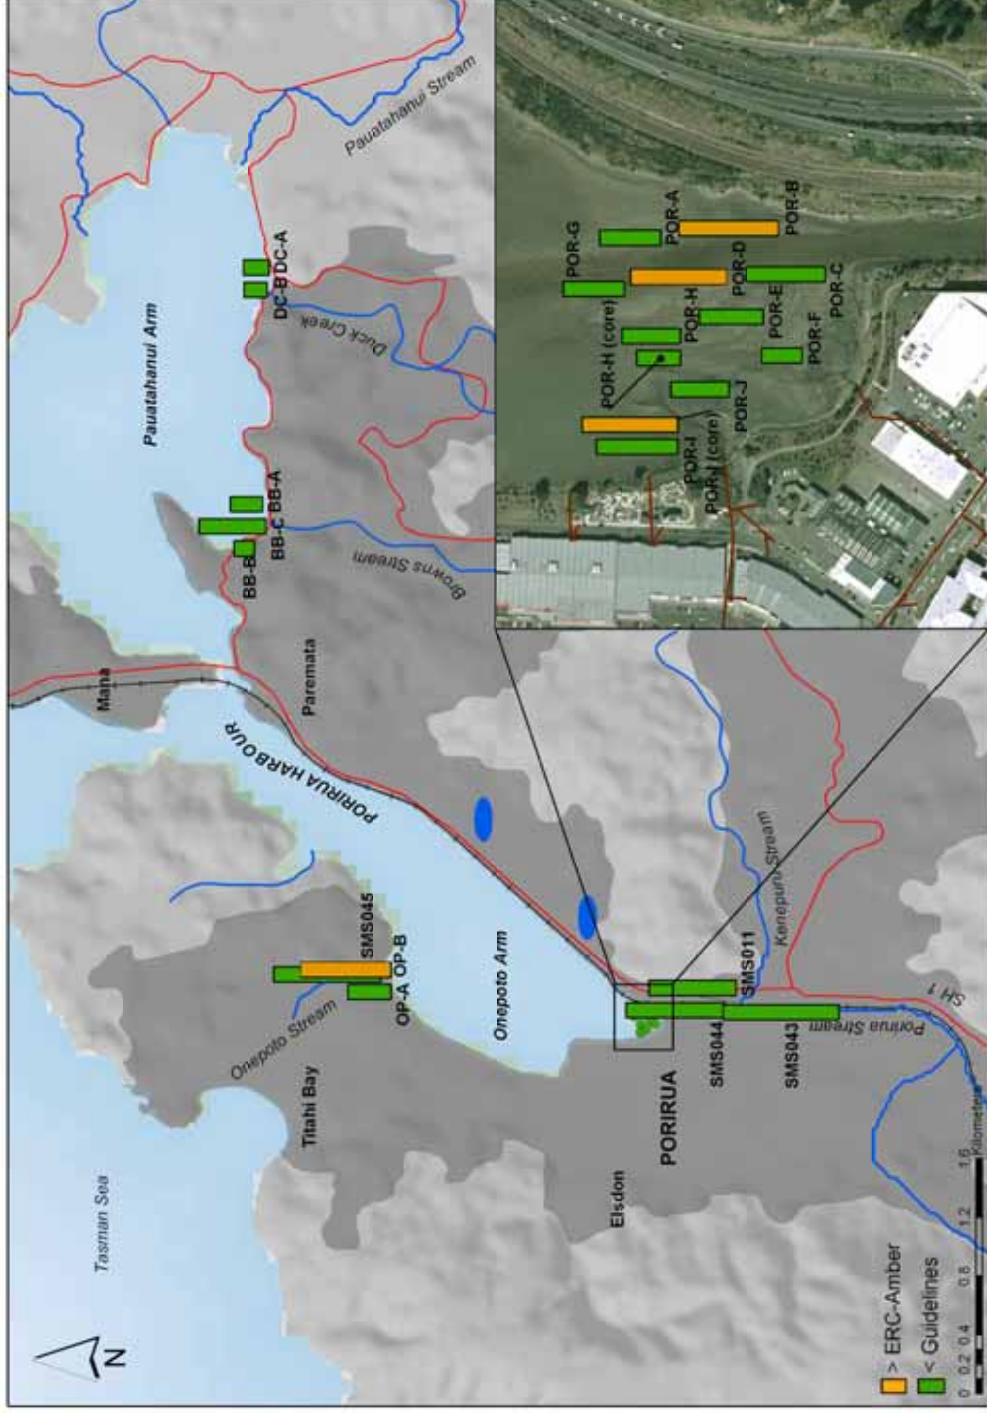 Tasman Sea
N
Titahi Bay
Onepoto Stream
SMS045
OP-A OP-B
Onepoto Arm
PORIRUA HARBOUR
Mana
Paremata
Pauatahanui Arm
Pauatahanui Stream
BB-B
BB-C BB-A
DC-B DC-A
Browns Stream
Duck Creek
Elsdon
PORIRUA
SMS011
SMS044
SMS043
Kenepuru Stream
Porirua Stream
SH 1
POR-G
POR-A
POR-B
POR-H (core)
POR-H
POR-D
POR-E
POR-C
POR-F
POR-J
POR-I
POR-I (core)
> ERC-Amber
< Guidelines
0 0.2 0.4 0.8 1.2 1.6
Kilometers